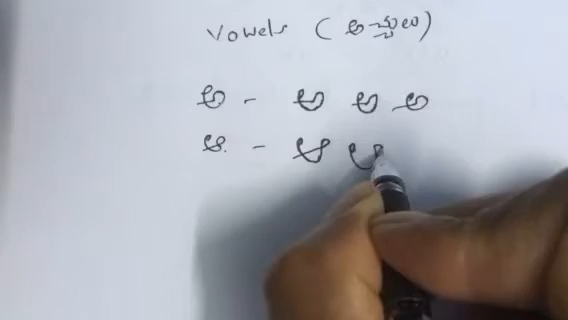 Vowels (అచ్చులు)
అ - అ అ అ
ఆ - ఆ